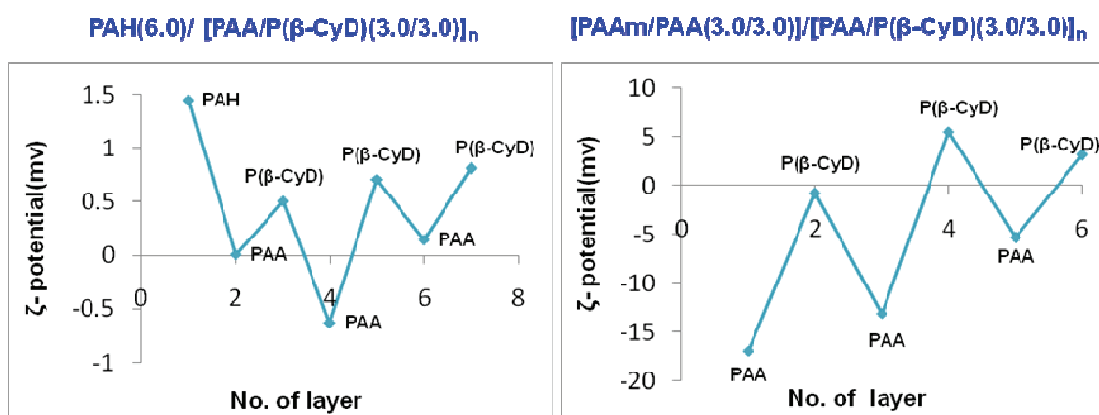 PAH(6.0)/ [PAA/P(β-CyD)(3.0/3.0)]n
[PAAm/PAA(3.0/3.0)]/[PAA/P(β-CyD)(3.0/3.0)]n
ζ- potential(mv)
1.5
1
0.5
0
-0.5
-1
0
2
4
6
8
PAH
PAA
P(β-CyD)
PAA
P(β-CyD)
PAA
P(β-CyD)
No. of layer
ζ- potential(mv)
10
5
0
-5
-10
-15
-20
0
2
4
6
PAA
P(β-CyD)
PAA
P(β-CyD)
PAA
P(β-CyD)
No. of layer